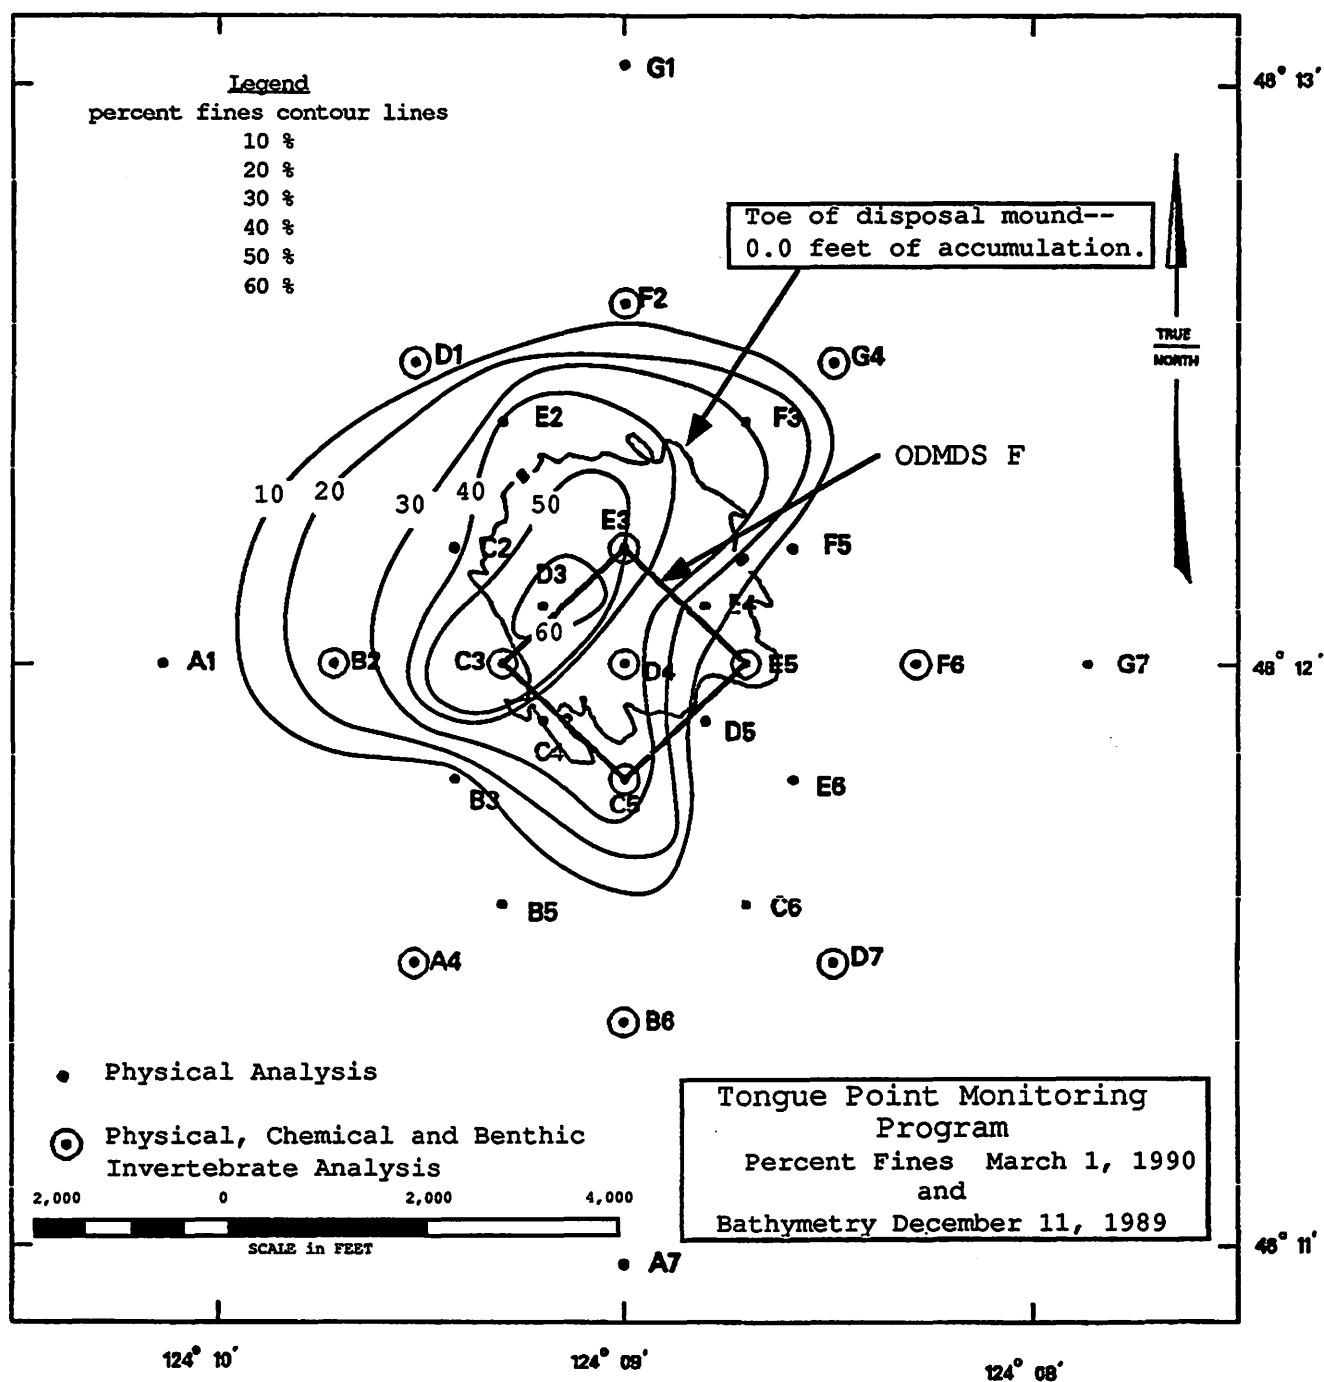 G1
48° 13'
Legend
percent fines contour lines
10 %
20 %
30 %
40 %
50 %
60 %
Toe of disposal mound--
0.0 feet of accumulation.
TRUE
NORTH
F2
D1
G4
E2
F3
ODMDS F
10
20
30
40
50
E3
C2
F5
D3
E4
60
A1
B2
C3
D4
E5
F6
G7
48° 12'
D5
C4
B3
C5
E6
B5
C6
A4
D7
B6
Physical Analysis
Physical, Chemical and Benthic
Invertebrate Analysis
2,000 0 2,000 4,000
SCALE in FEET
Tongue Point Monitoring
Program
Percent Fines March 1, 1990
and
Bathymetry December 11, 1989
A7
46° 11'
124° 10'
124° 09'
124° 08'